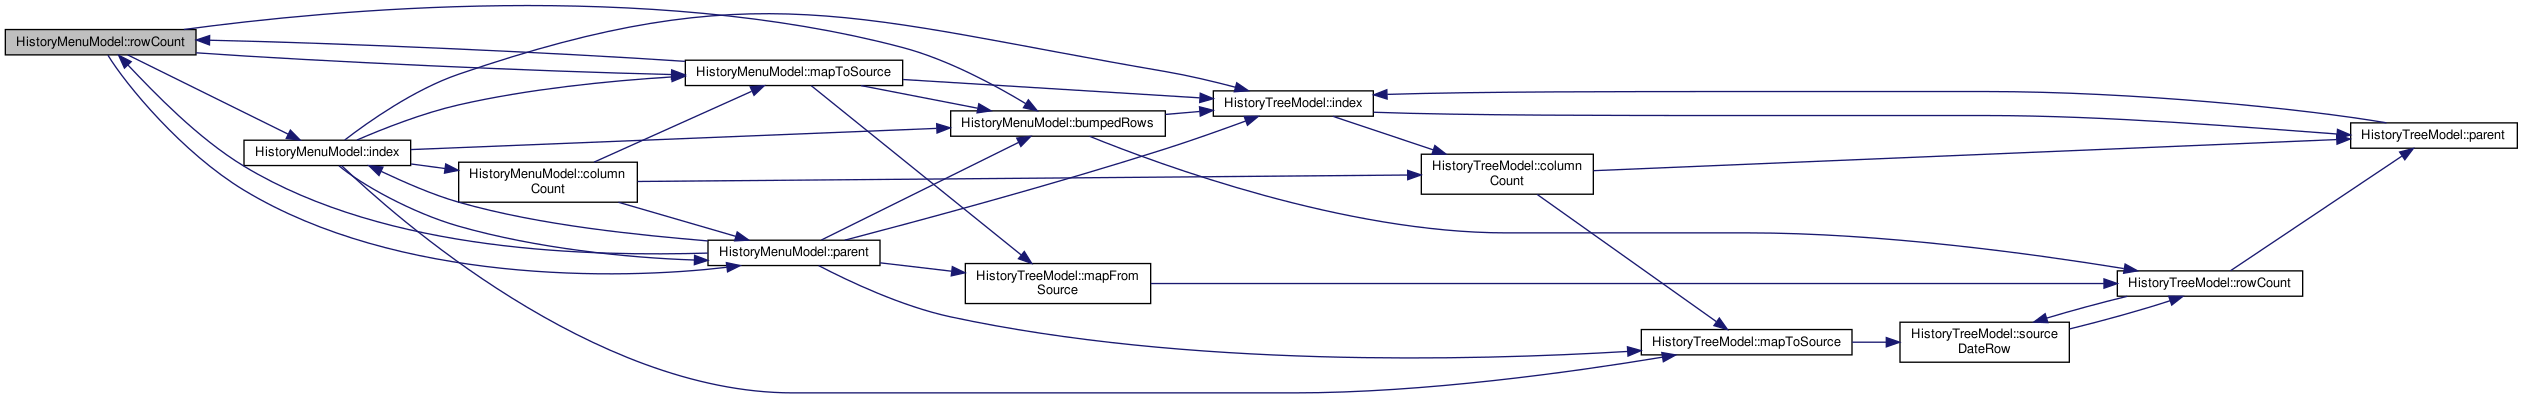 HistoryMenuModel::rowCount
HistoryMenuModel::index
HistoryMenuModel::column
Count
HistoryMenuModel::mapToSource
HistoryMenuModel::parent
HistoryMenuModel::bumpedRows
HistoryTreeModel::mapFrom
Source
HistoryTreeModel::index
HistoryTreeModel::column
Count
HistoryTreeModel::mapToSource
HistoryTreeModel::source
DateRow
HistoryTreeModel::rowCount
HistoryTreeModel::parent